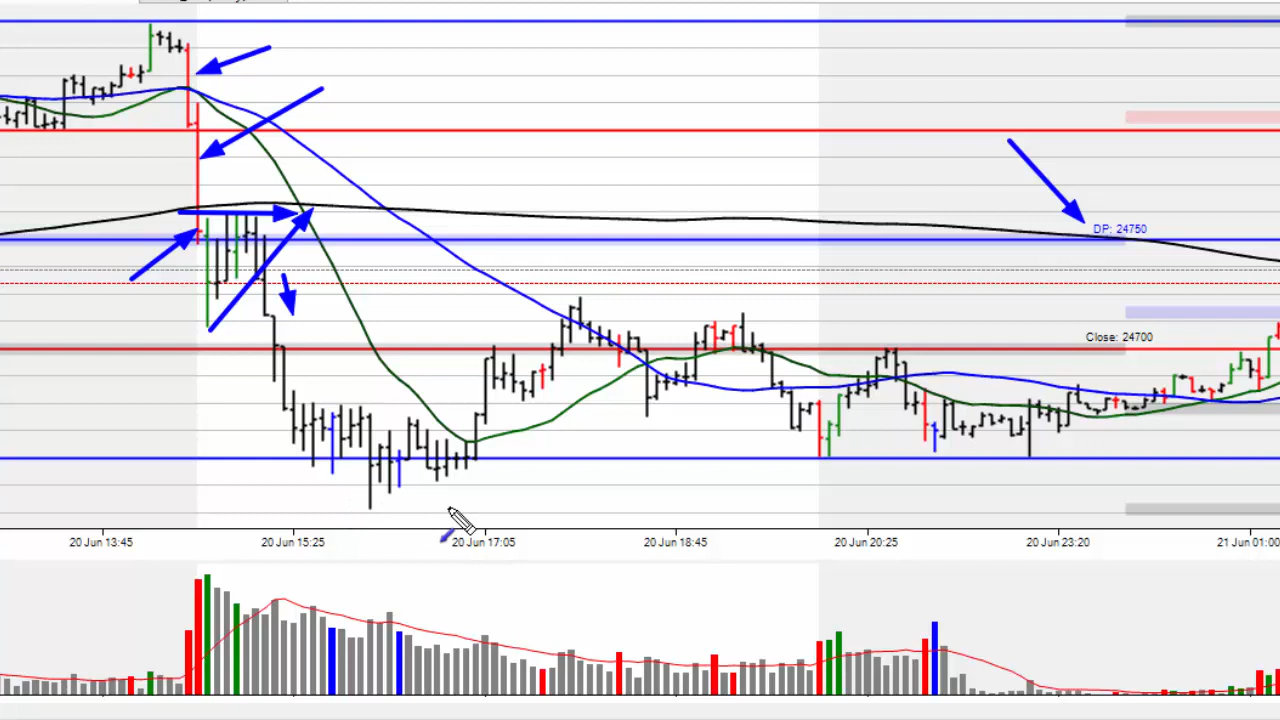 DP: 24750
Close: 24700
20 Jun 13:45
20 Jun 15:25
20 Jun 17:05
20 Jun 18:45
20 Jun 20:25
20 Jun 23:20
21 Jun 01:00